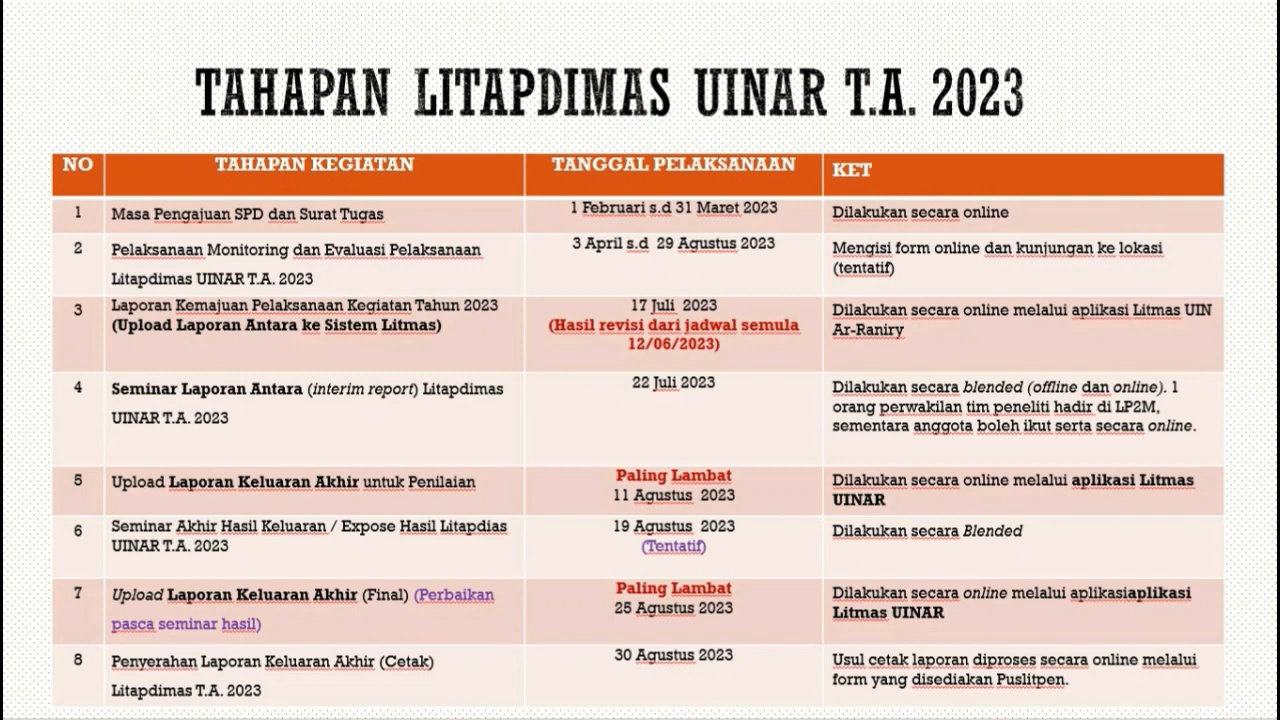 TAHAPAN LITAPDIMAS UINAR T.A. 2023
NO TAHAPAN KEGIATAN TANGGAL PELAKSANAAN KET
1 Masa Pengajuan SPD dan Surat Tugas 1 Februari s.d 31 Maret 2023 Dilakukan secara online
2 Pelaksanaan Monitoring dan Evaluasi Pelaksanaan 3 April s.d 29 Agustus 2023 Mengisi form online dan kunjungan ke lokasi
Litapdimas UINAR T.A. 2023 (tentatif)
3 Laporan Kemajuan Pelaksanaan Kegiatan Tahun 2023 17 Juli 2023 Dilakukan secara online melalui aplikasi Litmas UIN
(Upload Laporan Antara ke Sistem Litmas) (Hasil revisi dari jadwal semula Ar-Raniry
12/06/2023)
4 Seminar Laporan Antara (interim report) Litapdimas 22 Juli 2023 Dilakukan secara blended (offline dan online). 1
UINAR T.A. 2023 orang perwakilan tim peneliti hadir di LP2M,
sementara anggota boleh ikut serta secara online.
5 Upload Laporan Keluaran Akhir untuk Penilaian Paling Lambat Dilakukan secara online melalui aplikasi Litmas
11 Agustus 2023 UINAR
6 Seminar Akhir Hasil Keluaran / Expose Hasil Litapdias 19 Agustus 2023 Dilakukan secara Blended
UINAR T.A. 2023 (Tentatif)
7 Upload Laporan Keluaran Akhir (Final) (Perbaikan Paling Lambat Dilakukan secara online melalui aplikasiaplikasi
pasca seminar hasil) 25 Agustus 2023 Litmas UINAR
8 Penyerahan Laporan Keluaran Akhir (Cetak) 30 Agustus 2023 Usul cetak laporan diproses secara online melalui
Litapdimas T.A. 2023 form yang disediakan Puslitpen.